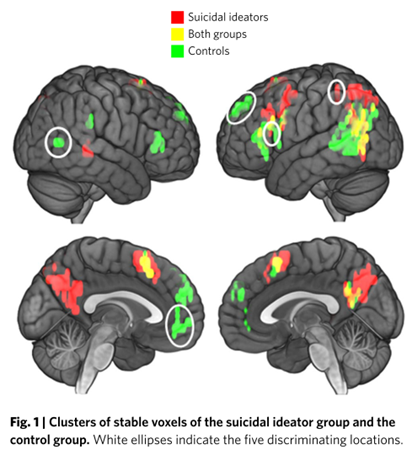 Suicidal ideators
Both groups
Controls
Fig. 1 | Clusters of stable voxels of the suicidal ideator group and the
control group. White ellipses indicate the five discriminating locations.